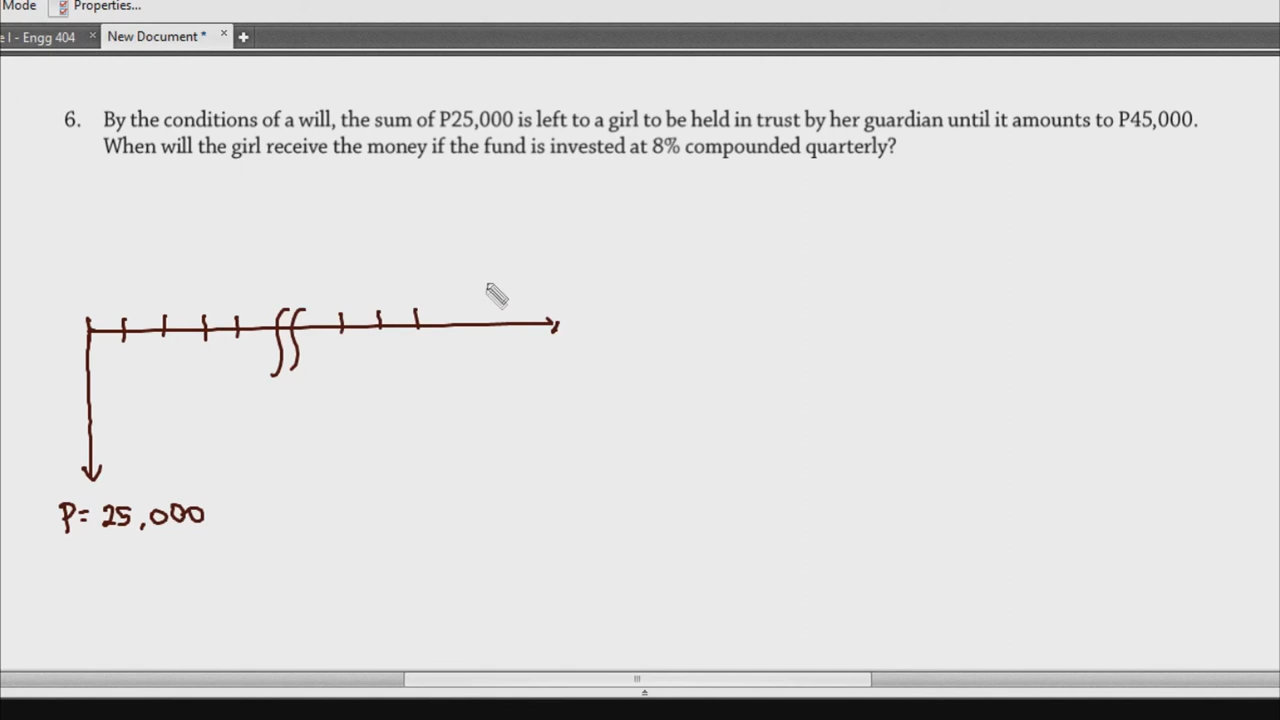 Mode Properties...
e I - Engg 404 × New Document * × +
6. By the conditions of a will, the sum of P25,000 is left to a girl to be held in trust by her guardian until it amounts to P45,000.
When will the girl receive the money if the fund is invested at 8% compounded quarterly?
P= 25,000